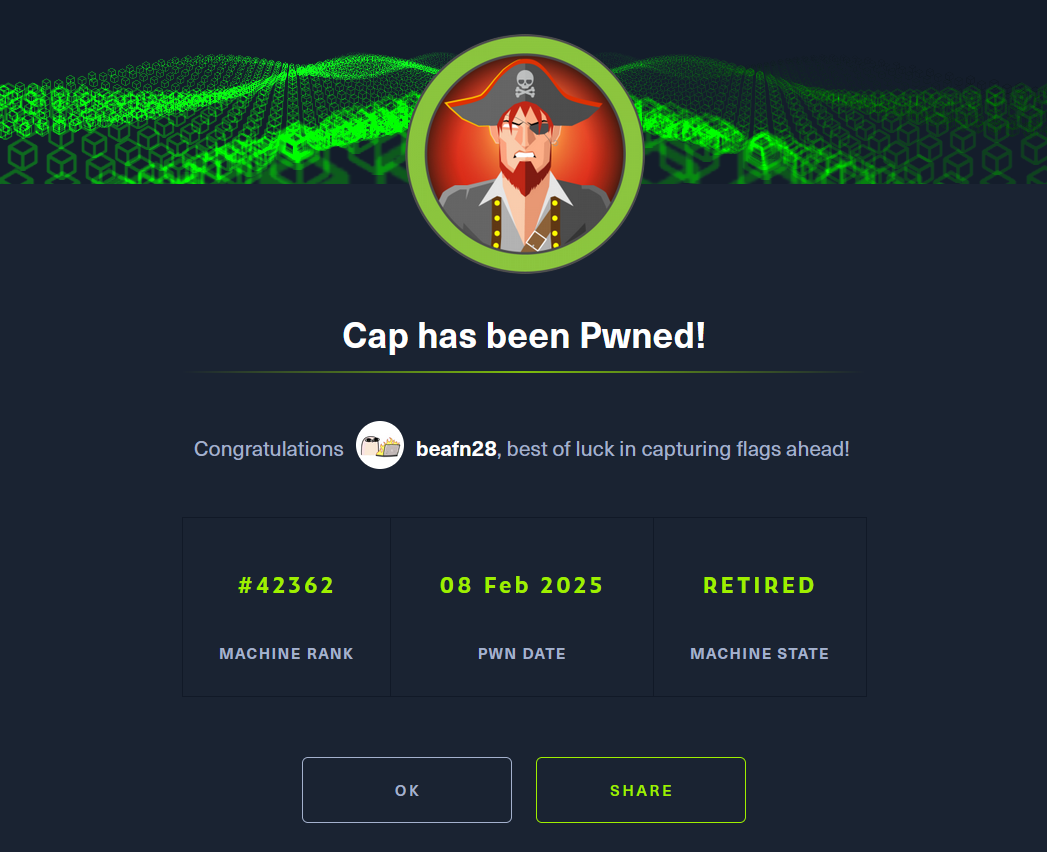 Cap has been Pwned!
Congratulations beafn28, best of luck in capturing flags ahead!
#42362 08 Feb 2025 RETIRED
MACHINE RANK PWN DATE MACHINE STATE
OK SHARE